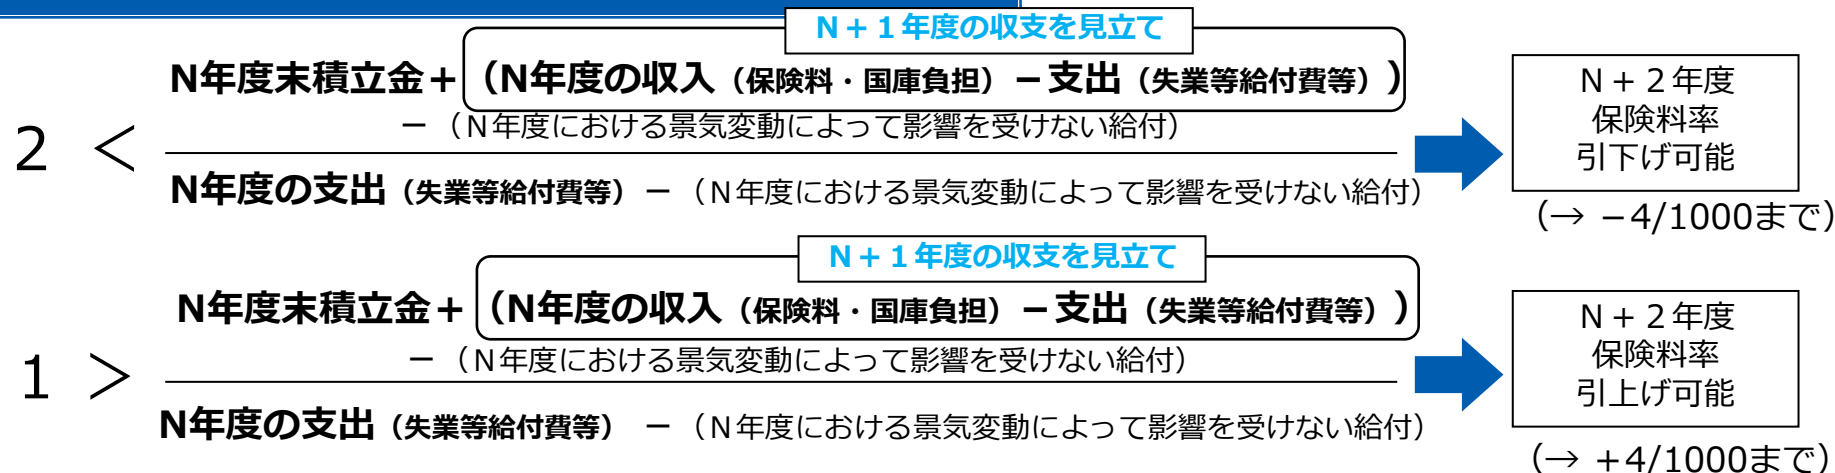 N+1年度の収支を見立て
N年度末積立金+(N年度の収入(保険料・国庫負担)-支出(失業等給付費等))
-(N年度における景気変動によって影響を受けない給付)
2 <
N年度の支出(失業等給付費等)-(N年度における景気変動によって影響を受けない給付)
N+2年度
保険料率
引下げ可能
(→ -4/1000まで)
N+1年度の収支を見立て
N年度末積立金+(N年度の収入(保険料・国庫負担)-支出(失業等給付費等))
-(N年度における景気変動によって影響を受けない給付)
1 >
N年度の支出(失業等給付費等) -(N年度における景気変動によって影響を受けない給付)
N+2年度
保険料率
引上げ可能
(→ +4/1000まで)